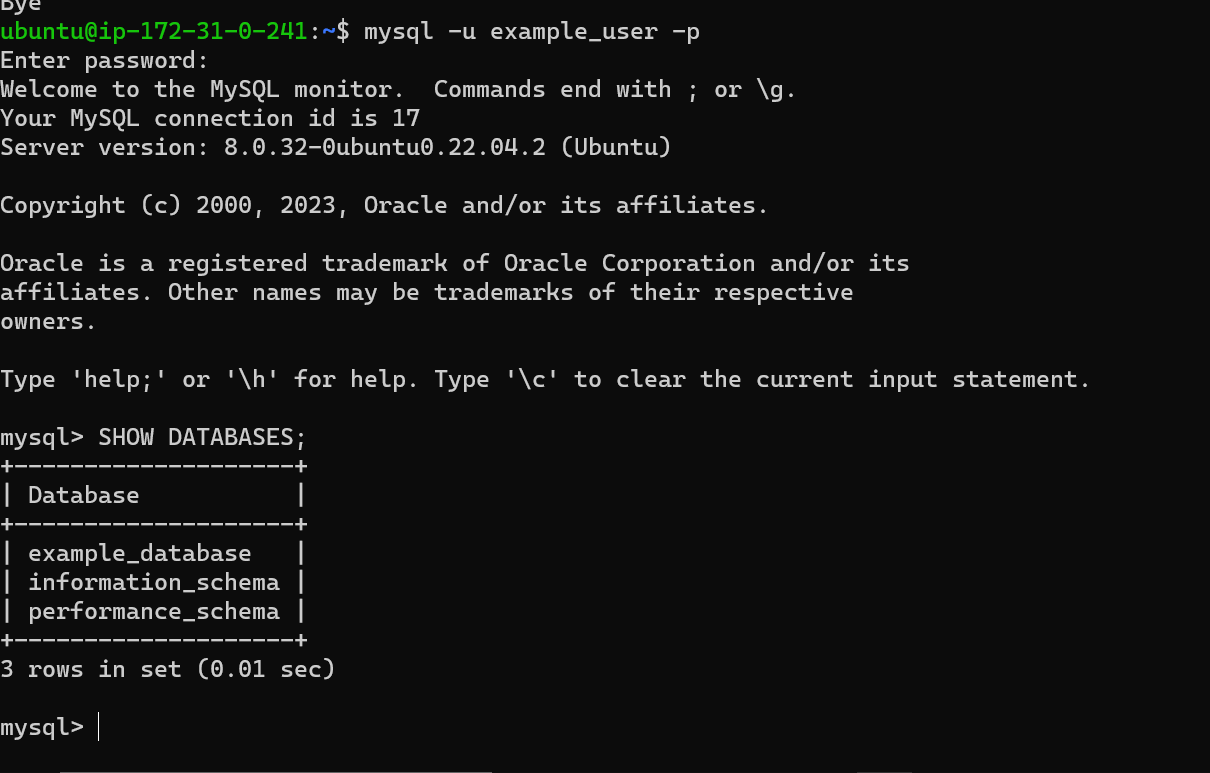 Bye
ubuntu@ip-172-31-0-241:~$ mysql -u example_user -p
Enter password:
Welcome to the MySQL monitor.  Commands end with ; or \g.
Your MySQL connection id is 17
Server version: 8.0.32-0ubuntu0.22.04.2 (Ubuntu)

Copyright (c) 2000, 2023, Oracle and/or its affiliates.

Oracle is a registered trademark of Oracle Corporation and/or its
affiliates. Other names may be trademarks of their respective
owners.

Type 'help;' or '\h' for help. Type '\c' to clear the current input statement.

mysql> SHOW DATABASES;
+--------------------+
| Database           |
+--------------------+
| example_database   |
| information_schema |
| performance_schema |
+--------------------+
3 rows in set (0.01 sec)

mysql>